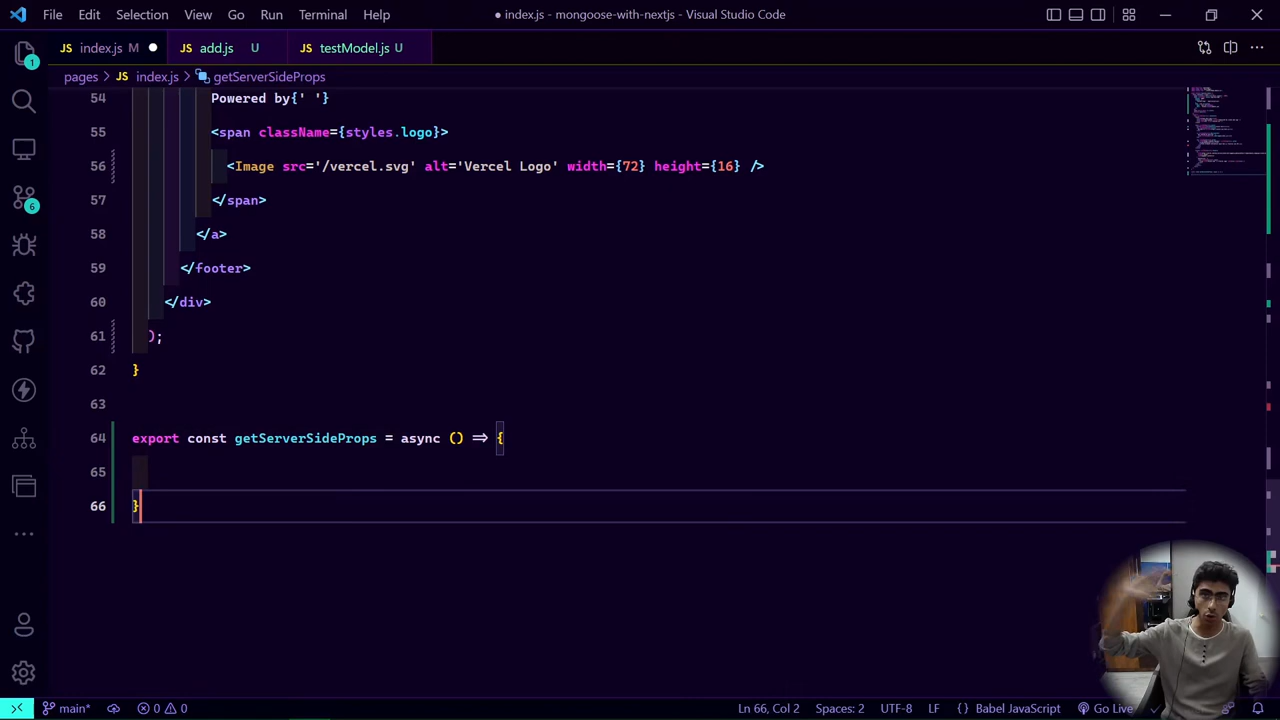 File Edit Selection View Go Run Terminal Help
● index.js - mongoose-with-nextjs - Visual Studio Code
JS index.js M ●
JS add.js U
JS testModel.js U
pages > JS index.js > getServerSideProps
54 Powered by{' '}
55 <span className={styles.logo}>
56 <Image src='/vercel.svg' alt='Vercel Logo' width={72} height={16} />
57 </span>
58 </a>
59 </footer>
60 </div>
61 );
62 }
63
64 export const getServerSideProps = async () => {
65
66 }
1
6
main*
0 0
Ln 66, Col 2 Spaces: 2 UTF-8 LF {} Babel JavaScript Go Live